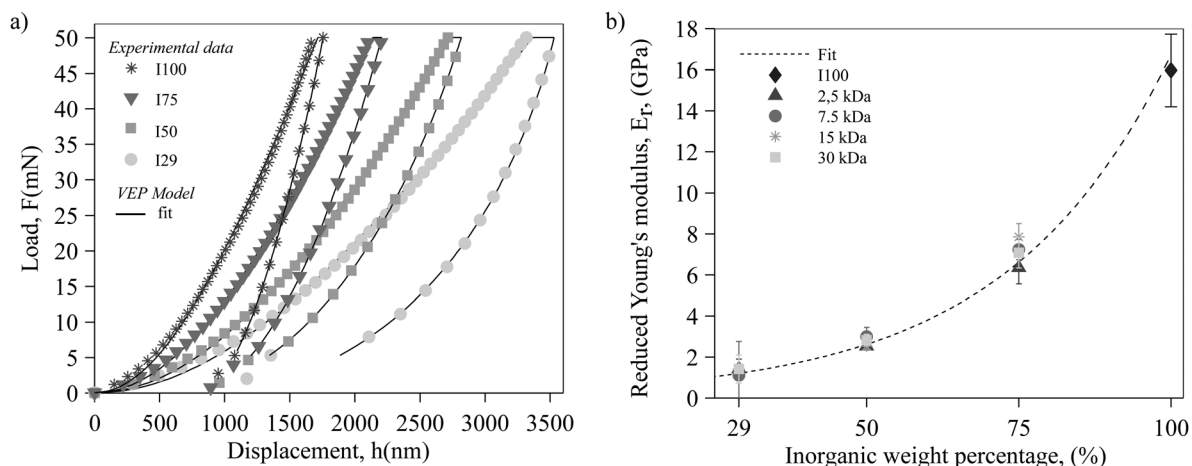 a)
Load, F(mN)
50
45
40
35
30
25
20
15
10
5
0
Experimental data
I100
I75
I50
I29
VEP Model
fit
0 500 1000 1500 2000 2500 3000 3500
Displacement, h(nm)
b)
Reduced Young's modulus, Er, (GPa)
18
16
14
12
10
8
6
4
2
0
Fit
I100
2,5 kDa
7.5 kDa
15 kDa
30 kDa
29 50 75 100
Inorganic weight percentage, (%)